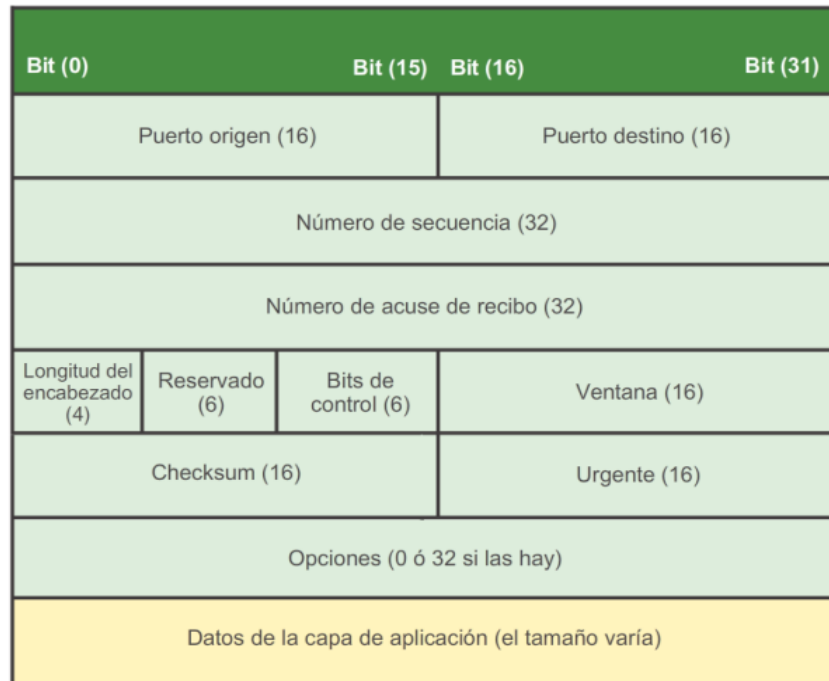 Bit (0) Bit (15) Bit (16) Bit (31)
Puerto origen (16) Puerto destino (16)
Número de secuencia (32)
Número de acuse de recibo (32)
Longitud del
encabezado
(4)
Reservado
(6)
Bits de
control (6)
Ventana (16)
Checksum (16) Urgente (16)
Opciones (0 ó 32 si las hay)
Datos de la capa de aplicación (el tamaño varía)